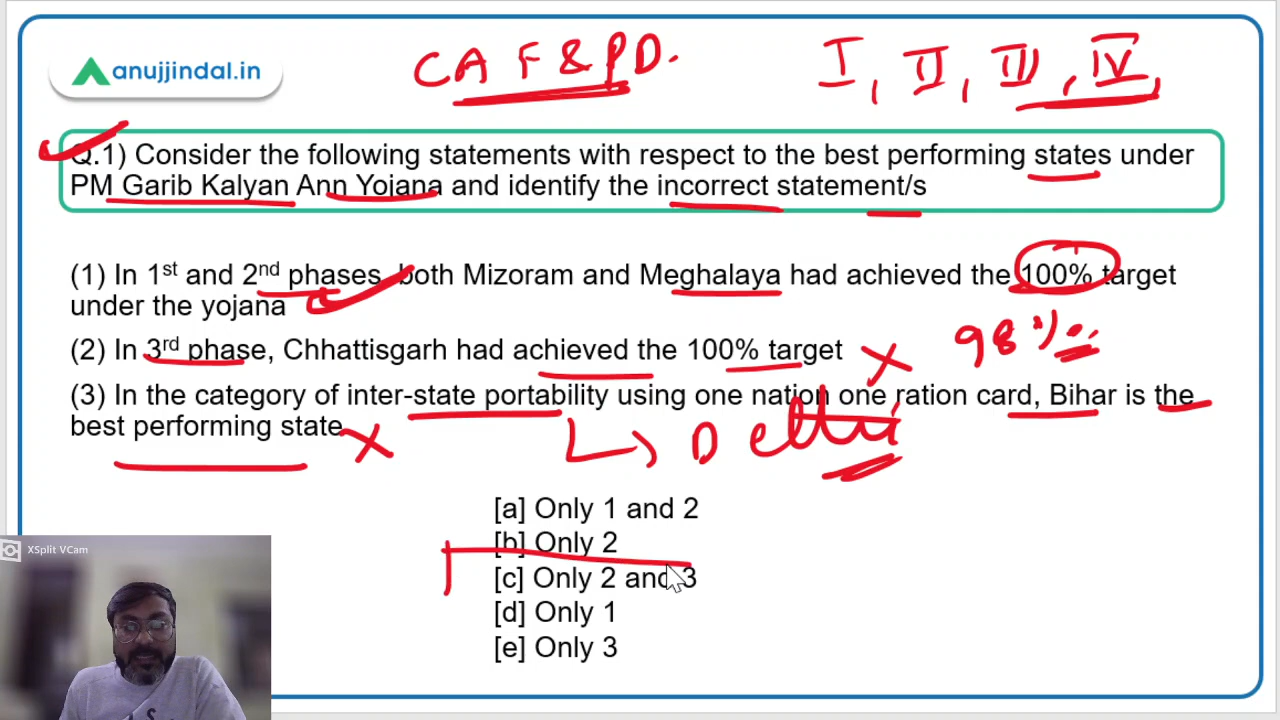 anujjindal.in
CA F & PD.
I, II, III, IV,
Q.1) Consider the following statements with respect to the best performing states under
PM Garib Kalyan Ann Yojana and identify the incorrect statement/s
(1) In 1st and 2nd phases, both Mizoram and Meghalaya had achieved the 100% target
under the yojana
98%
(2) In 3rd phase, Chhattisgarh had achieved the 100% target
(3) In the category of inter-state portability using one nation one ration card, Bihar is the
best performing state
Delhi
[a] Only 1 and 2
[b] Only 2
[c] Only 2 and 3
[d] Only 1
[e] Only 3
XSplit VCam